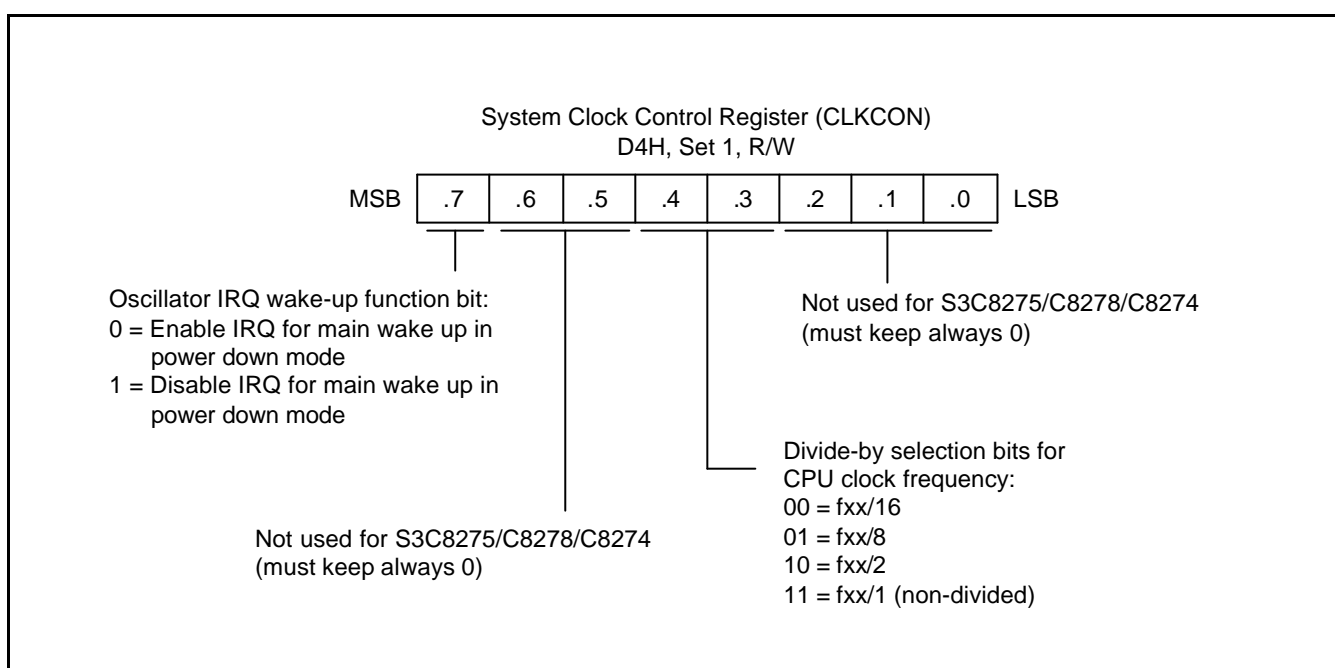 System Clock Control Register (CLKCON)
D4H, Set 1, R/W
MSB .7 .6 .5 .4 .3 .2 .1 .0 LSB
Oscillator IRQ wake-up function bit:
0 = Enable IRQ for main wake up in
power down mode
1 = Disable IRQ for main wake up in
power down mode
Not used for S3C8275/C8278/C8274
(must keep always 0)
Divide-by selection bits for
CPU clock frequency:
00 = fxx/16
01 = fxx/8
10 = fxx/2
11 = fxx/1 (non-divided)
Not used for S3C8275/C8278/C8274
(must keep always 0)